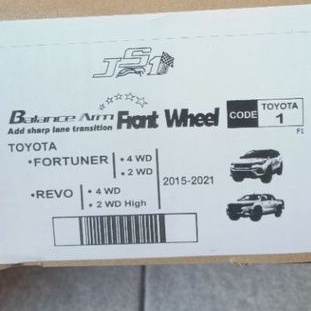 JS1
Balance Arm Front Wheel
Add sharp lane transition
CODE TOYOTA 1
F1
TOYOTA
•FORTUNER • 4 WD
• 2 WD
2015-2021
•REVO • 4 WD
• 2 WD High